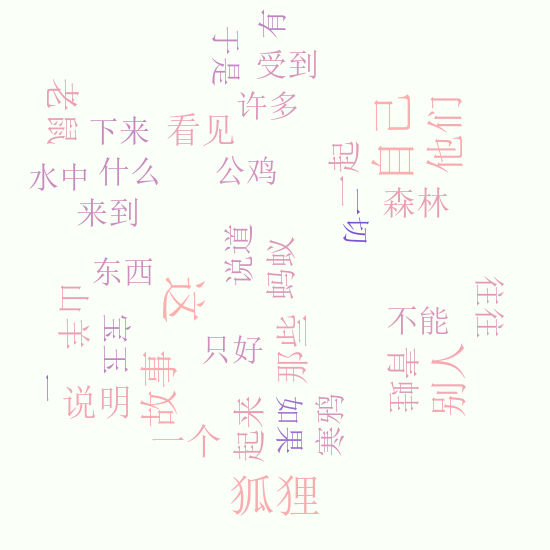 有
于是
受到
老鼠
许多
自己
他们
下来
看见
一起
水中
什么
公鸡
森林
来到
一切
说道
蚂蚁
东西
这
山羊
往往
宝玉
只好
那些
不能
故事
青蛙
别人
一
说明
一个
起来
如果
寒鸦
狐狸